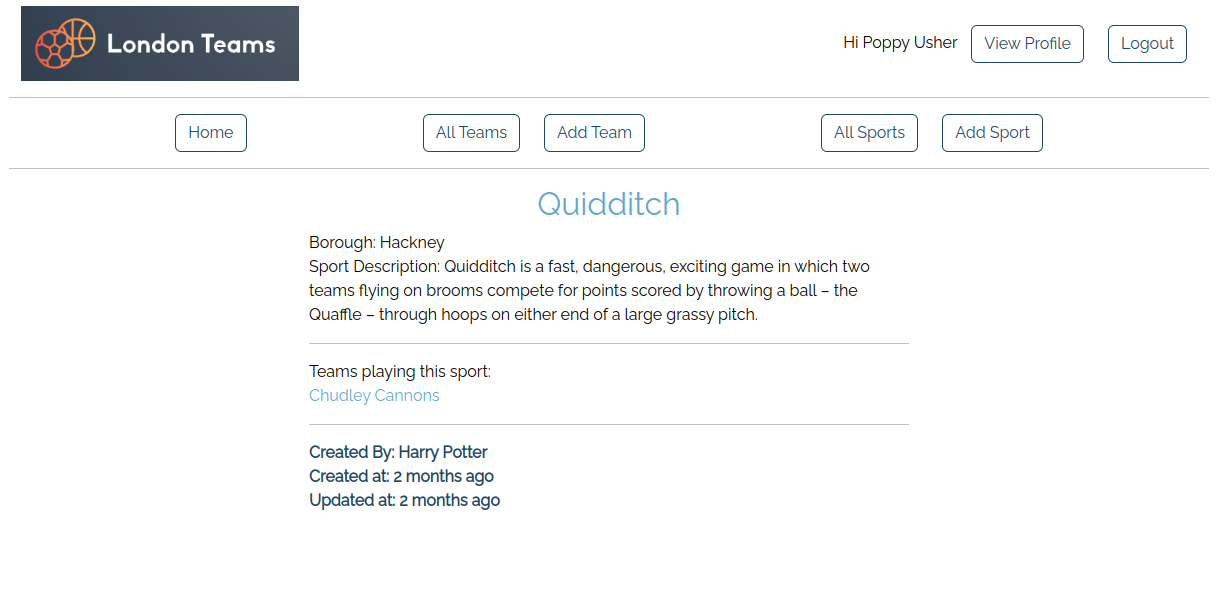 London Teams
Hi Poppy Usher View Profile Logout
Home All Teams Add Team All Sports Add Sport
Quidditch
Borough: Hackney
Sport Description: Quidditch is a fast, dangerous, exciting game in which two
teams flying on brooms compete for points scored by throwing a ball – the
Quaffle – through hoops on either end of a large grassy pitch.
Teams playing this sport:
Chudley Cannons
Created By: Harry Potter
Created at: 2 months ago
Updated at: 2 months ago